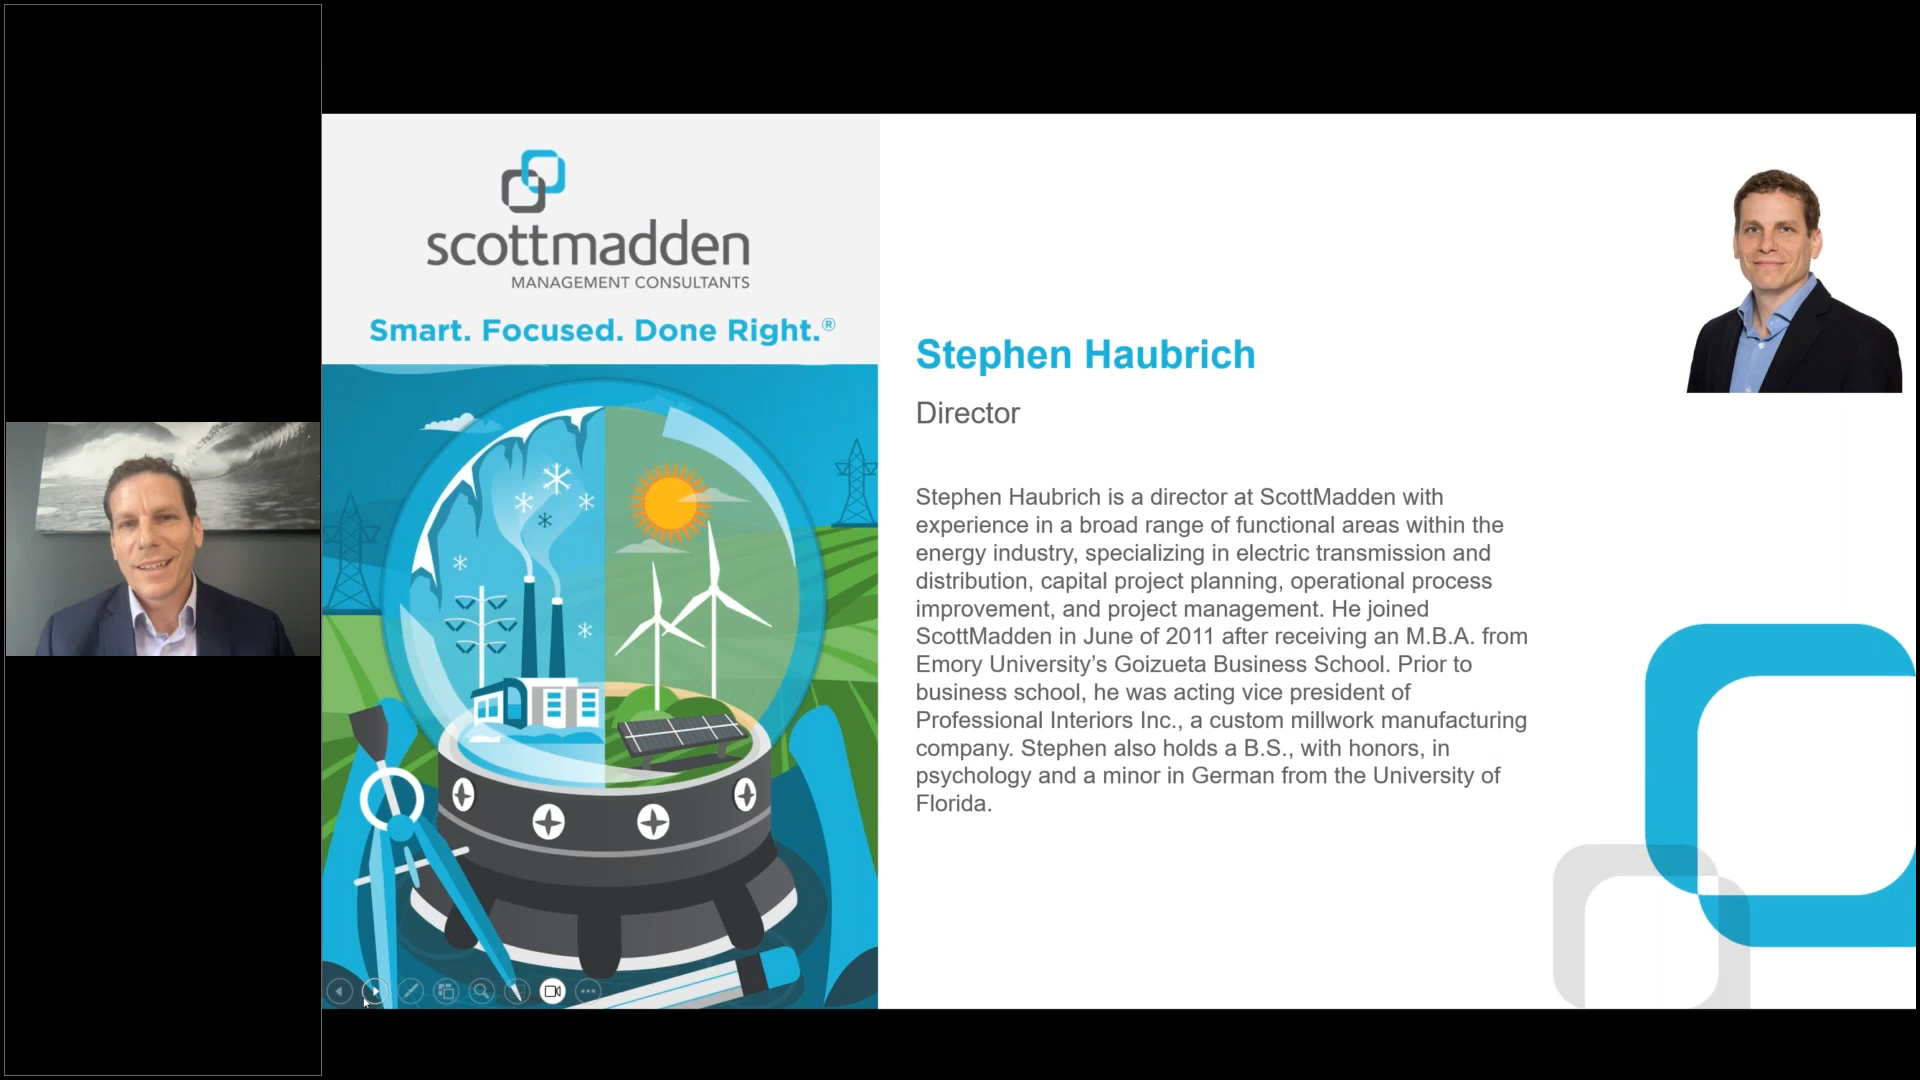 scottmadden
MANAGEMENT CONSULTANTS
Smart. Focused. Done Right.®
Stephen Haubrich
Director
Stephen Haubrich is a director at ScottMadden with
experience in a broad range of functional areas within the
energy industry, specializing in electric transmission and
distribution, capital project planning, operational process
improvement, and project management. He joined
ScottMadden in June of 2011 after receiving an M.B.A. from
Emory University’s Goizueta Business School. Prior to
business school, he was acting vice president of
Professional Interiors Inc., a custom millwork manufacturing
company. Stephen also holds a B.S., with honors, in
psychology and a minor in German from the University of
Florida.